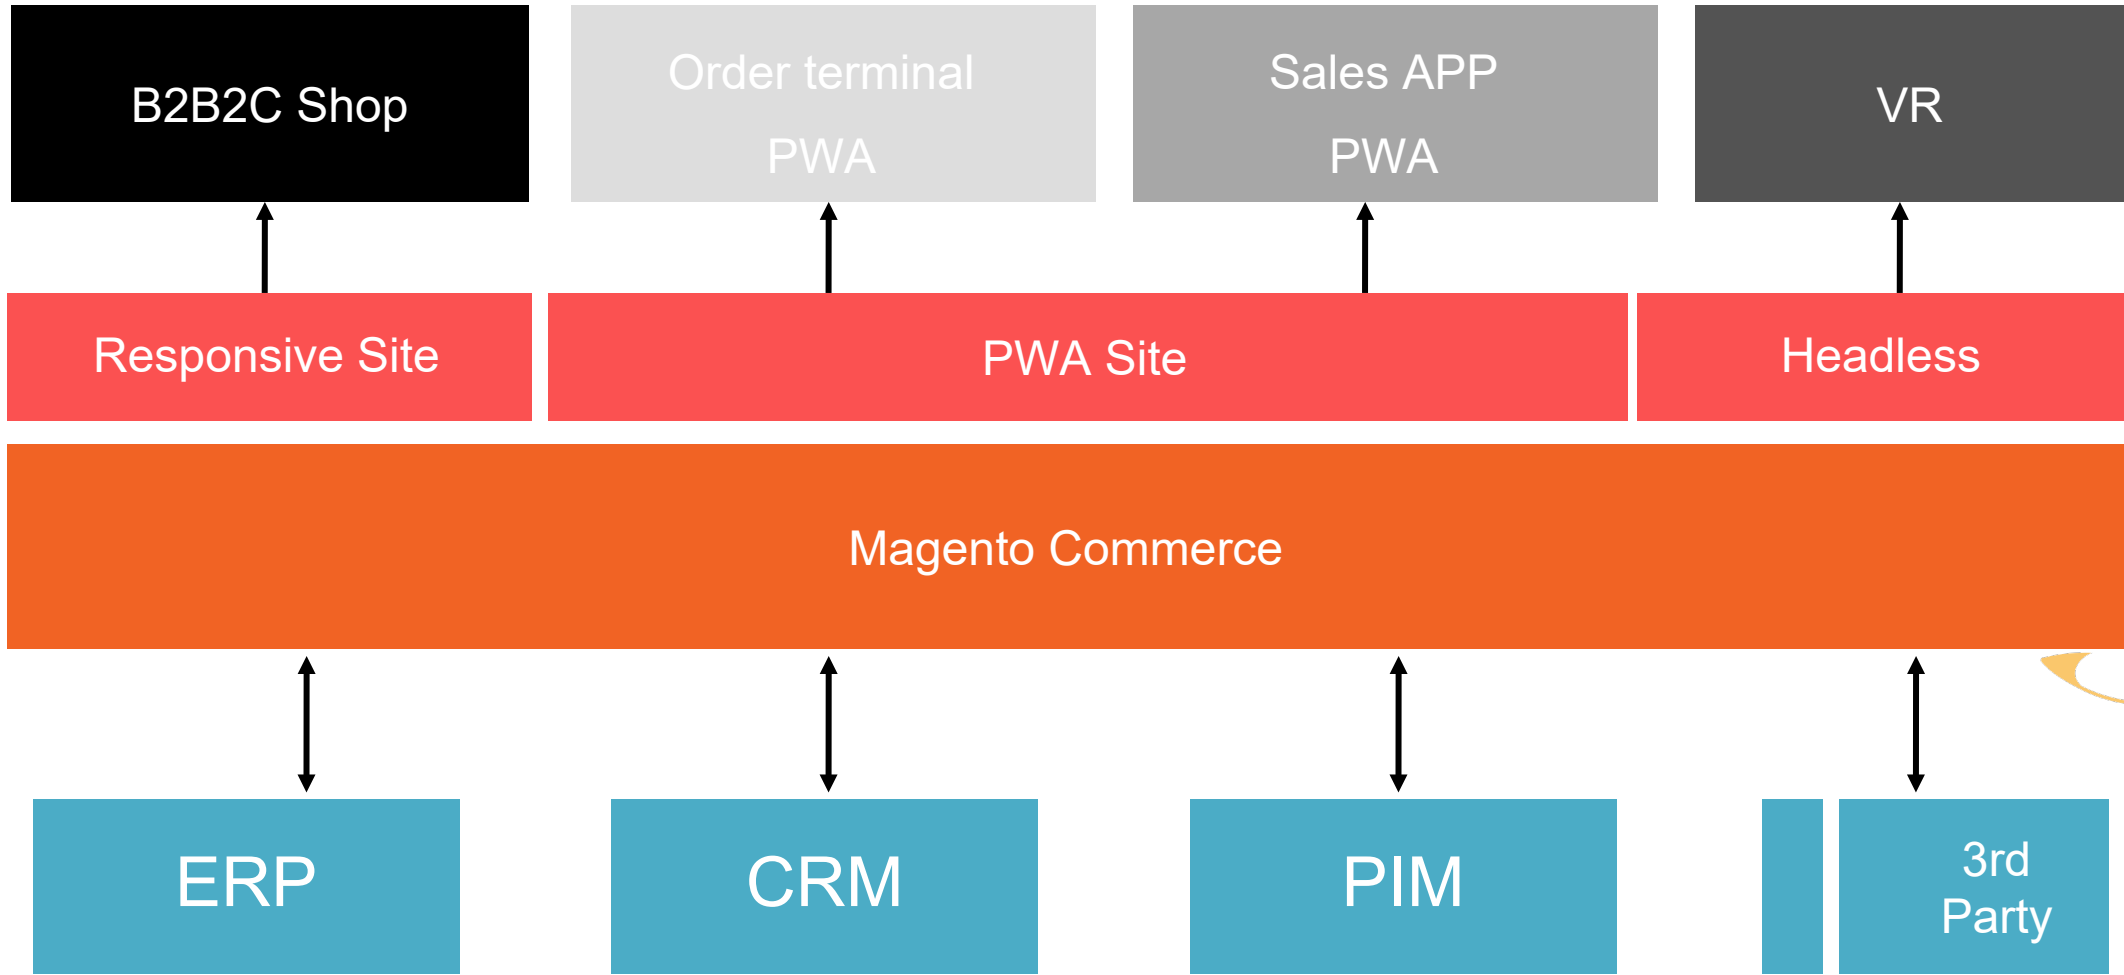 B2B2C Shop
Order terminal
PWA
Sales APP
PWA
VR
Responsive Site
PWA Site
Headless
Magento Commerce
ERP
CRM
PIM
3rd
Party